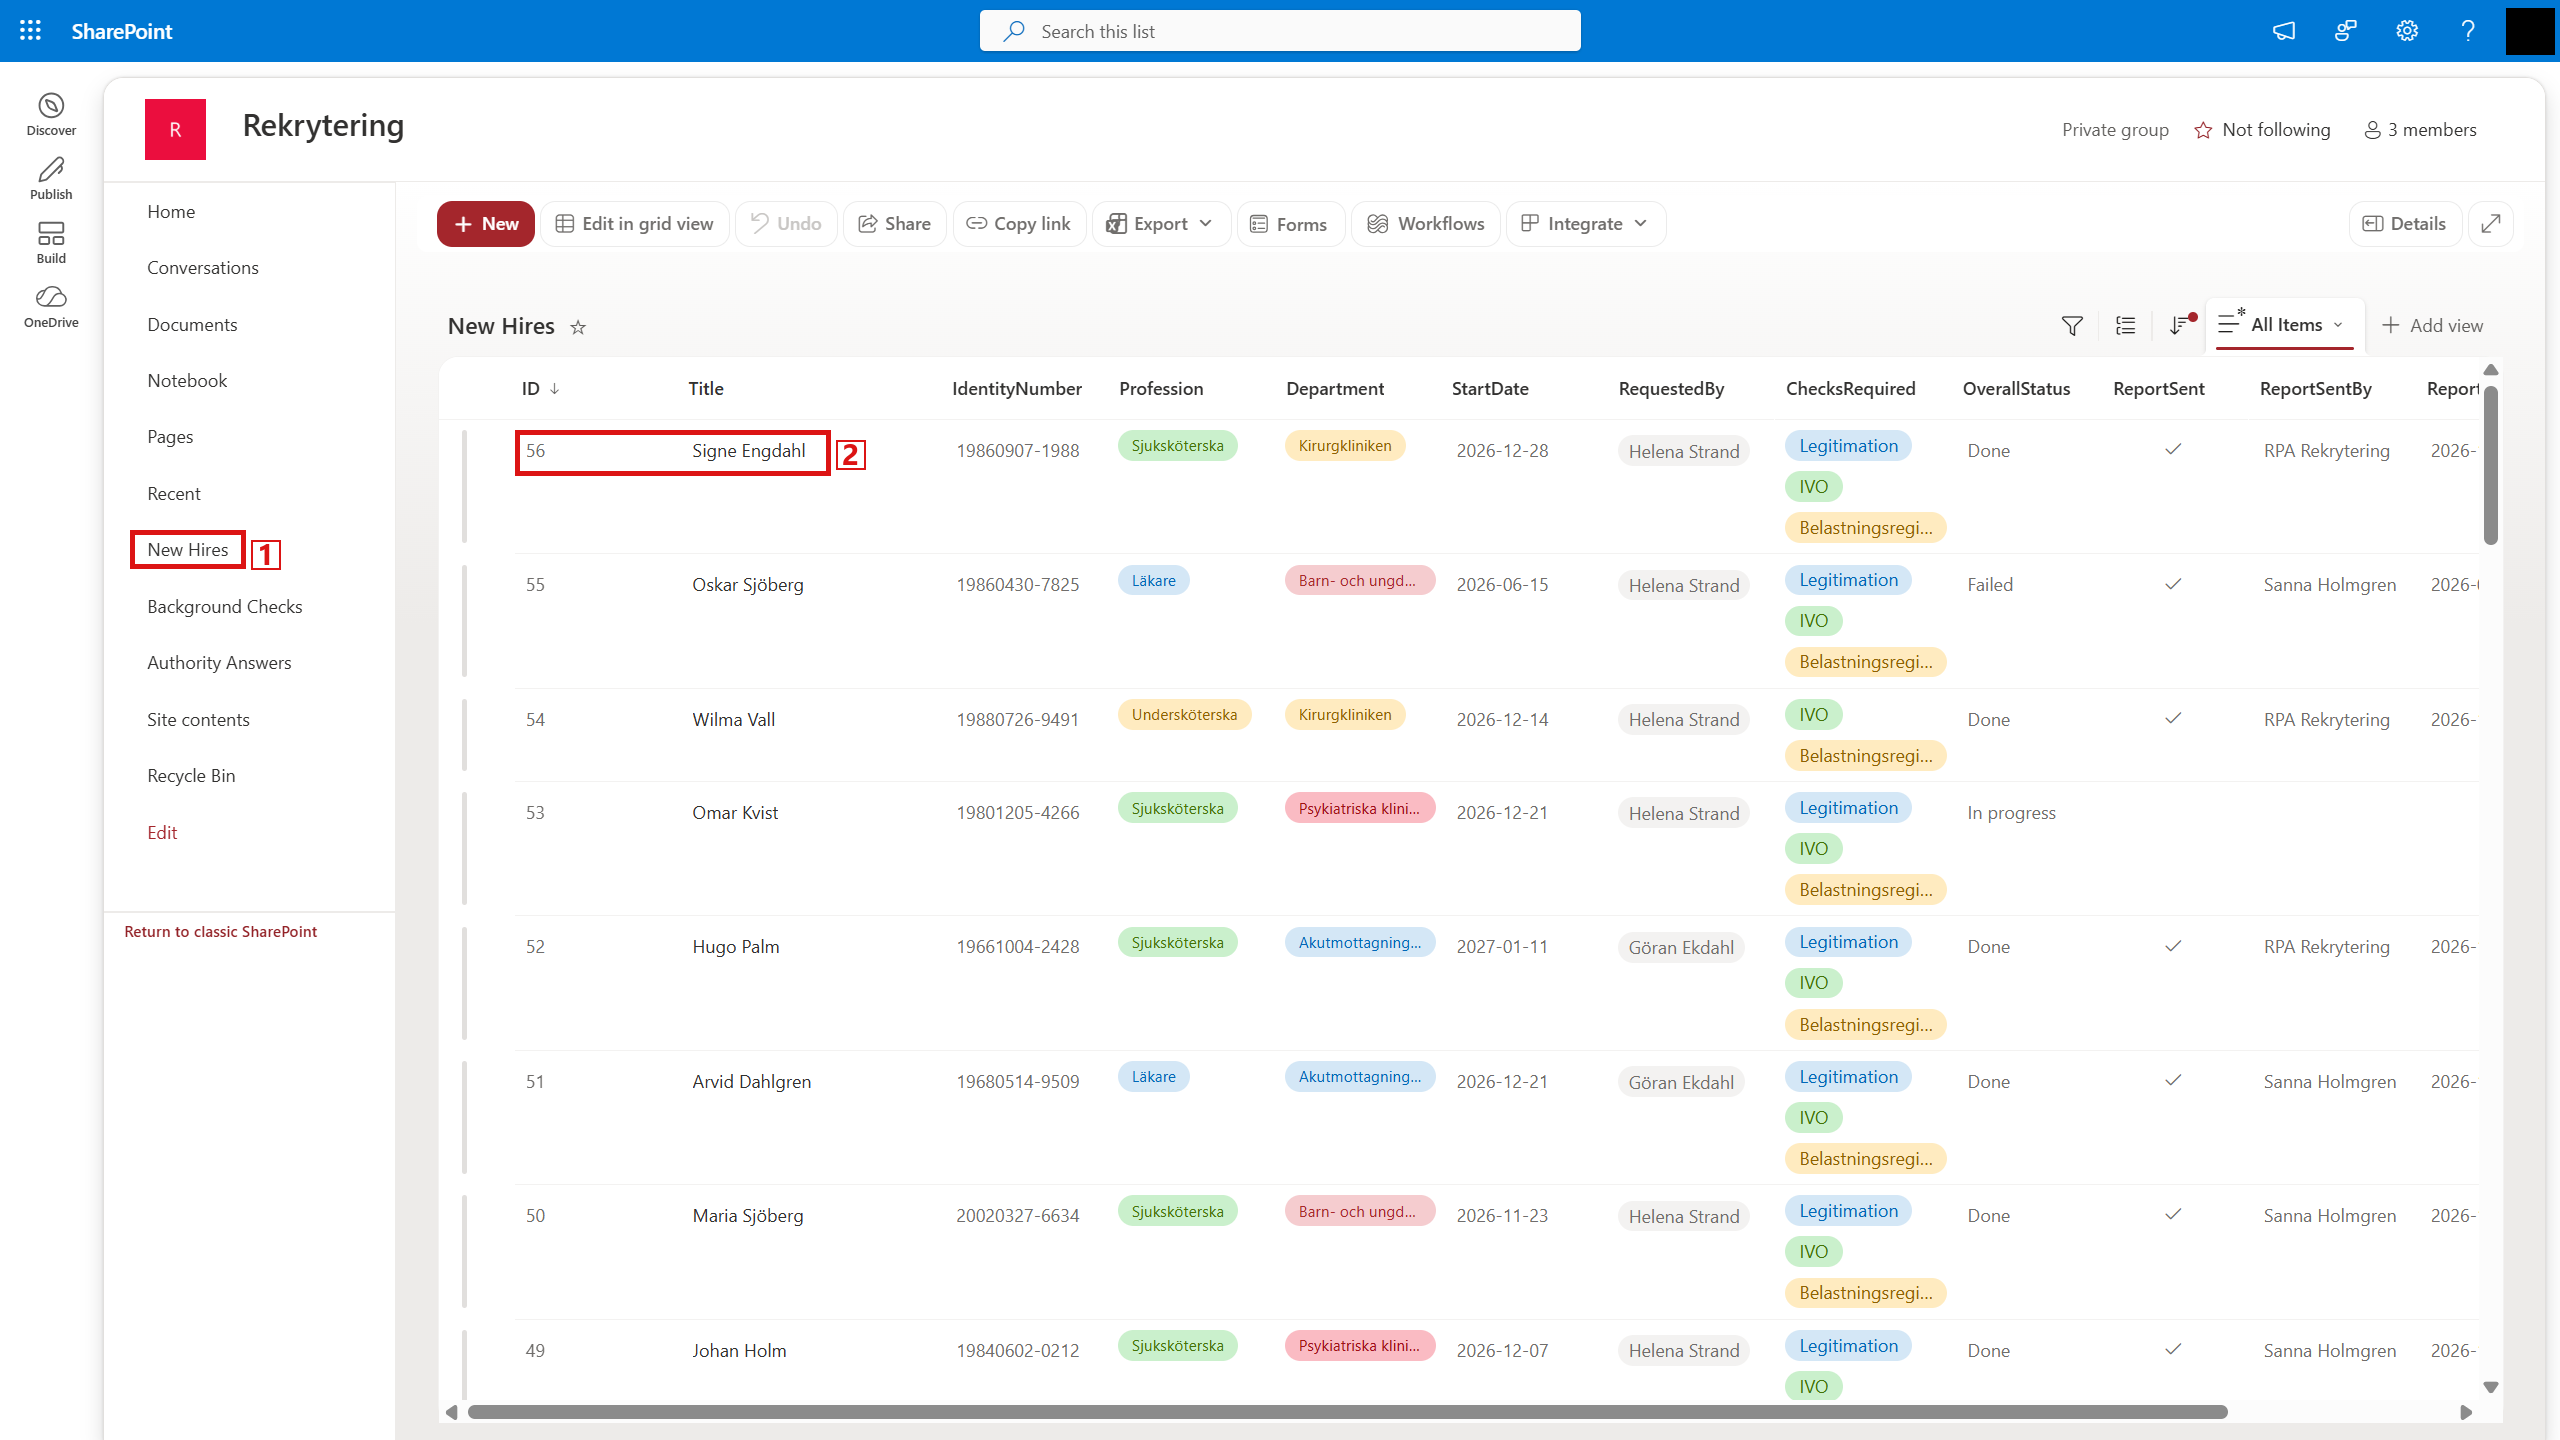 SharePoint
Search this list
Discover
Publish
Build
OneDrive
R
Rekrytering
Private group
Not following
3 members
Home
Conversations
Documents
Notebook
Pages
Recent
New Hires
1
Background Checks
Authority Answers
Site contents
Recycle Bin
Edit
Return to classic SharePoint
New Edit in grid view Undo Share Copy link Export Forms Workflows Integrate Details
New Hires
All Items Add view
ID Title IdentityNumber Profession Department StartDate RequestedBy ChecksRequired OverallStatus ReportSent ReportSentBy Report
56 Signe Engdahl 2 19860907-1988 Sjuksköterska Kirurgkliniken 2026-12-28 Helena Strand Legitimation Done RPA Rekrytering 2026-
IVO
Belastningsregi...
55 Oskar Sjöberg 19860430-7825 Läkare Barn- och ungd... 2026-06-15 Helena Strand Legitimation Failed Sanna Holmgren 2026-
IVO
Belastningsregi...
54 Wilma Vall 19880726-9491 Undersköterska Kirurgkliniken 2026-12-14 Helena Strand IVO Done RPA Rekrytering 2026-
Belastningsregi...
53 Omar Kvist 19801205-4266 Sjuksköterska Psykiatriska klini... 2026-12-21 Helena Strand Legitimation In progress
IVO
Belastningsregi...
52 Hugo Palm 19661004-2428 Sjuksköterska Akutmottagning... 2027-01-11 Göran Ekdahl Legitimation Done RPA Rekrytering 2026-
IVO
Belastningsregi...
51 Arvid Dahlgren 19680514-9509 Läkare Akutmottagning... 2026-12-21 Göran Ekdahl Legitimation Done Sanna Holmgren 2026-
IVO
Belastningsregi...
50 Maria Sjöberg 20020327-6634 Sjuksköterska Barn- och ungd... 2026-11-23 Helena Strand Legitimation Done Sanna Holmgren 2026-
IVO
Belastningsregi...
49 Johan Holm 19840602-0212 Sjuksköterska Psykiatriska klini... 2026-12-07 Helena Strand Legitimation Done Sanna Holmgren 2026-
IVO